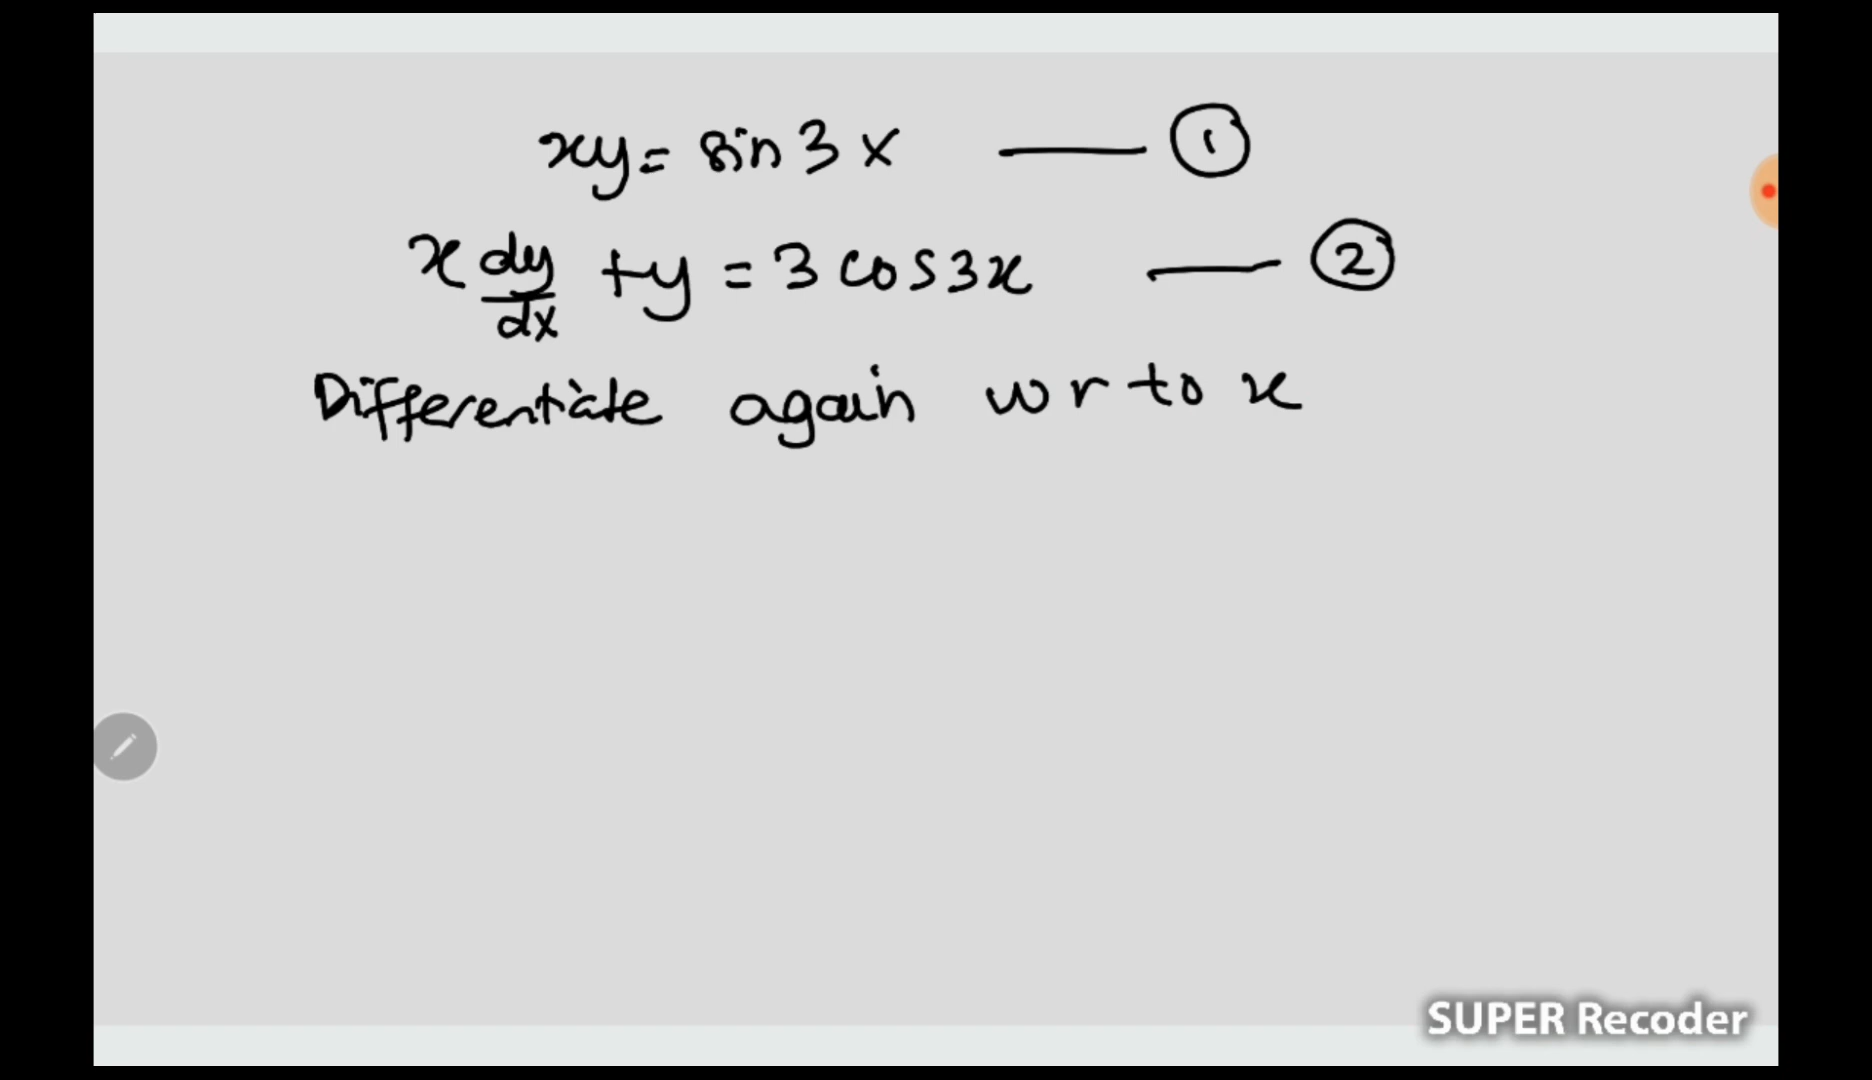 xy = sin 3x —— ①
x dy/dx + y = 3 cos 3x —— ②
Differentiate again w r to x
SUPER Recoder